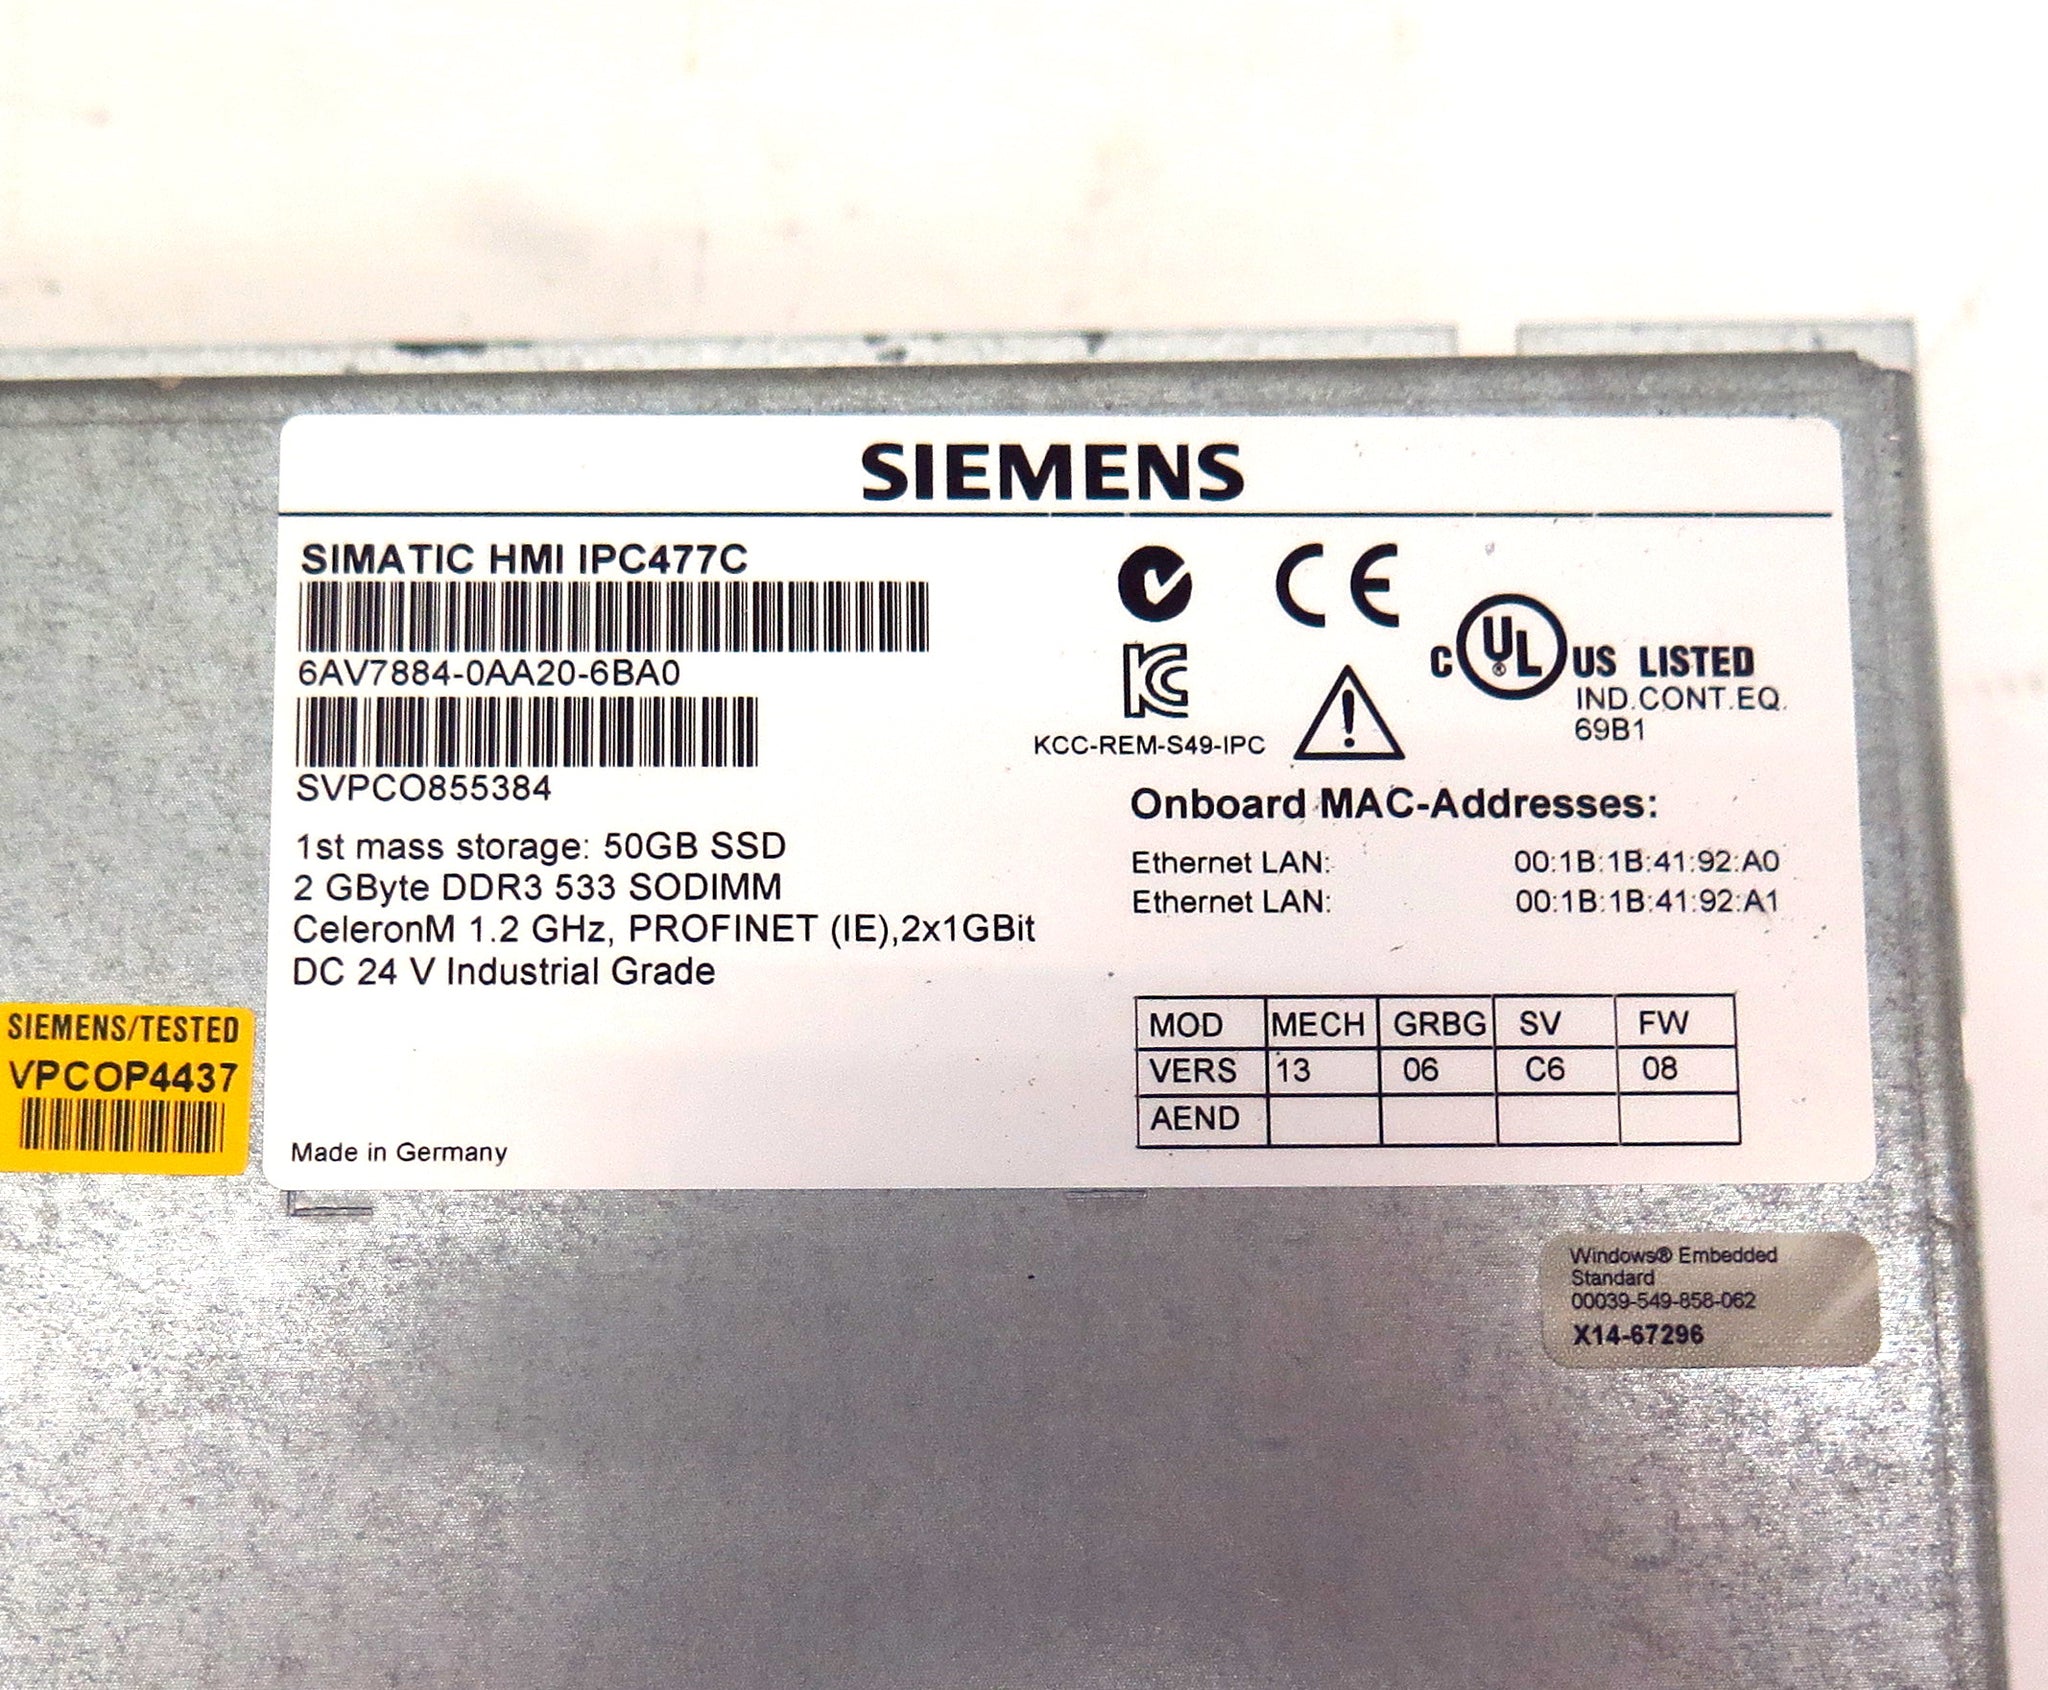 SIEMENS
SIMATIC HMI IPC477C
6AV7884-0AA20-6BA0
SVPCO855384
1st mass storage: 50GB SSD
2 GByte DDR3 533 SODIMM
CeleronM 1.2 GHz, PROFINET (IE),2x1GBit
DC 24 V Industrial Grade
Made in Germany
CE
KC
KCC-REM-S49-IPC
C UL® US LISTED
IND.CONT.EQ.
69B1
Onboard MAC-Addresses:
Ethernet LAN: 00:1B:1B:41:92:A0
Ethernet LAN: 00:1B:1B:41:92:A1
MOD MECH GRBG SV FW
VERS 13 06 C6 08
AEND
SIEMENS/TESTED
VPCOP4437
Windows® Embedded
Standard
00039-549-858-062
X14-67296